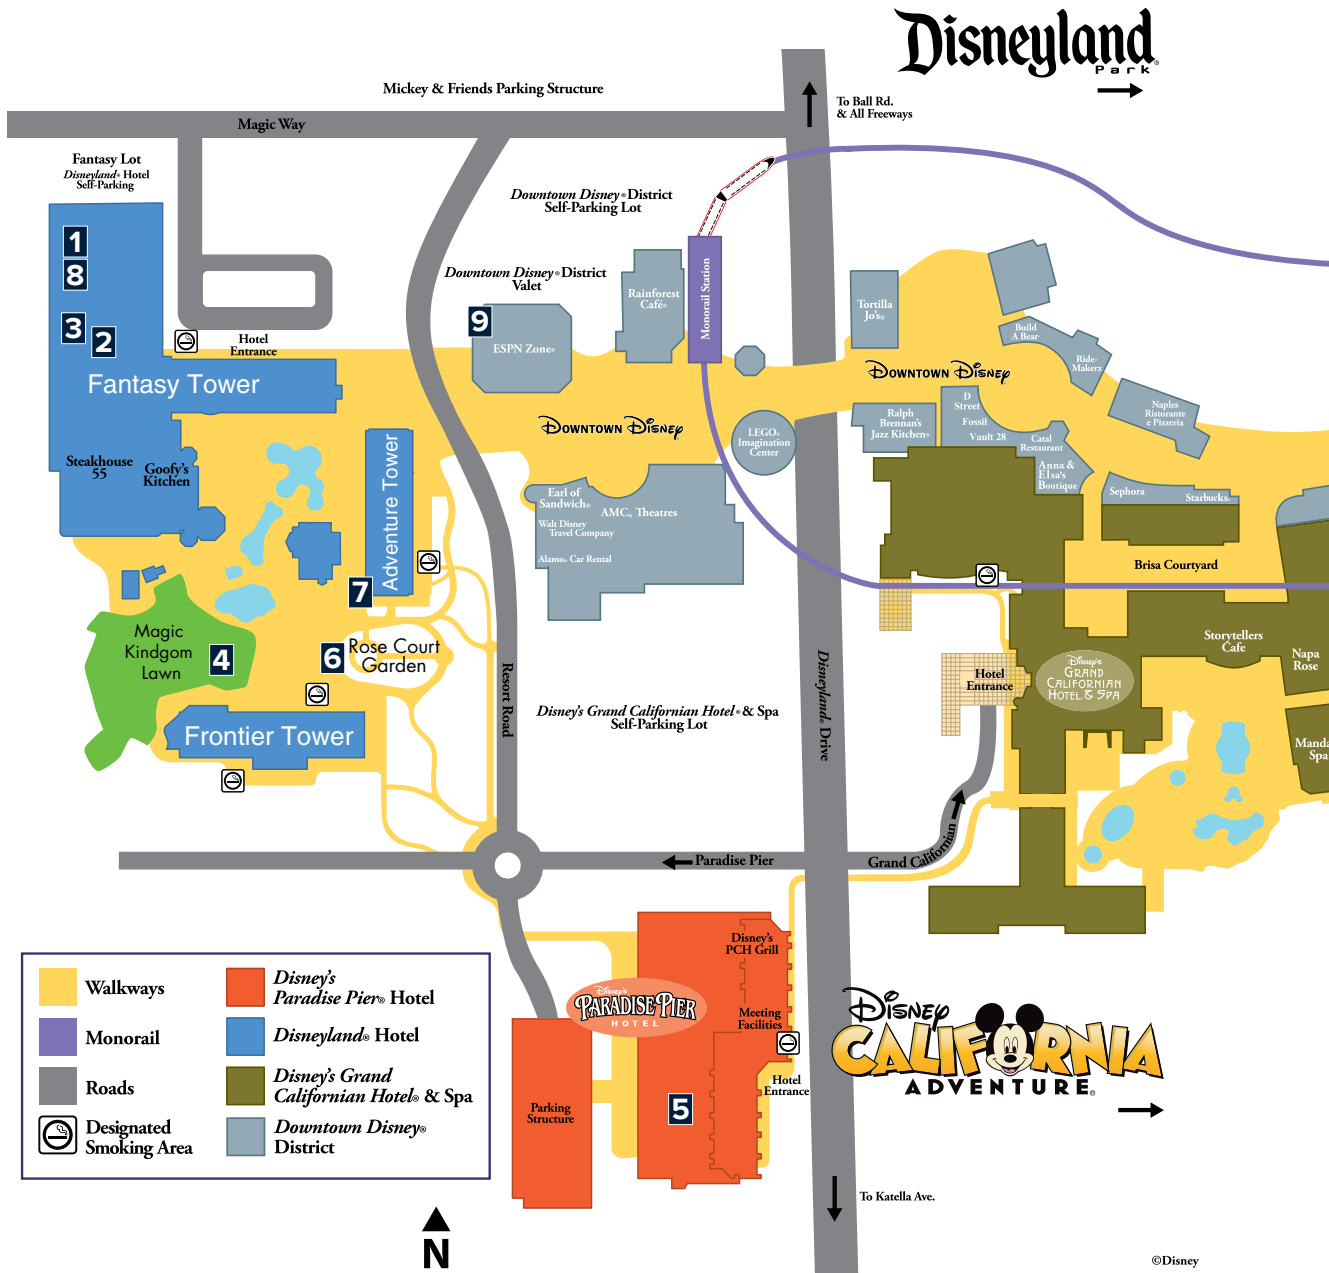 Disneyland®
Park
Mickey & Friends Parking Structure
To Ball Rd.
& All Freeways
Magic Way
Fantasy Lot
Disneyland® Hotel
Self-Parking
Downtown Disney® District
Self-Parking Lot
1
8
3
2
Hotel
Entrance
Fantasy Tower
Downtown Disney® District
Valet
9
ESPN Zone®
Rainforest
Café®
Monorail Station
Tortilla
Jo's®
Build
A Bear
Ride-
Makerz
DOWNTOWN DISNEY
DOWNTOWN DISNEY
Naples
Ristorante
e Pizzeria
D
Street
Fossil
Vault 28
Ralph
Brennan's
Jazz Kitchen®
LEGO®
Imagination
Center
Catal
Restaurant
Anna &
Elsa's
Boutique
Sephora
Starbucks®
Steakhouse
55
Goofy's
Kitchen
Adventure Tower
Earl of
Sandwich®
AMC® Theatres
Walt Disney
Travel Company
Alamo® Car Rental
Brisa Courtyard
7
Magic
Kindgom
Lawn
4
6
Rose Court
Garden
Storytellers
Cafe
Napa
Rose
Hotel
Entrance
Disney's
GRAND
CALIFORNIAN
HOTEL & SPA
Resort Road
Disneyland® Drive
Disney's Grand Californian Hotel® & Spa
Self-Parking Lot
Frontier Tower
Manda
Spa
Paradise Pier
Grand Californian
Disney's
PCH Grill
Disney's
PARADISE PIER
HOTEL
Meeting
Facilities
Hotel
Entrance
Parking
Structure
5
DISNEY
CALIFORNIA
ADVENTURE®
To Katella Ave.
Walkways
Monorail
Roads
Designated
Smoking Area
Disney's
Paradise Pier® Hotel
Disneyland® Hotel
Disney's Grand
Californian Hotel® & Spa
Downtown Disney®
District
N
©Disney